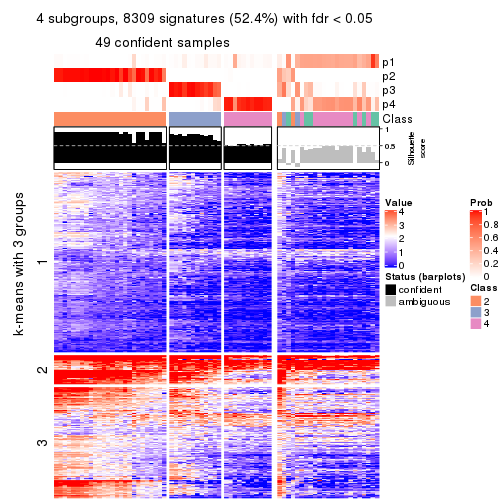 4 subgroups, 8309 signatures (52.4%) with fdr < 0.05
49 confident samples
p1
p2
p3
p4
Class
1
0.5
0
Silhouette
score
k-means with 3 groups
1
2
3
Value
4
3
2
1
0
Status (barplots)
confident
ambiguous
Prob
1
0.8
0.6
0.4
0.2
0
Class
2
3
4